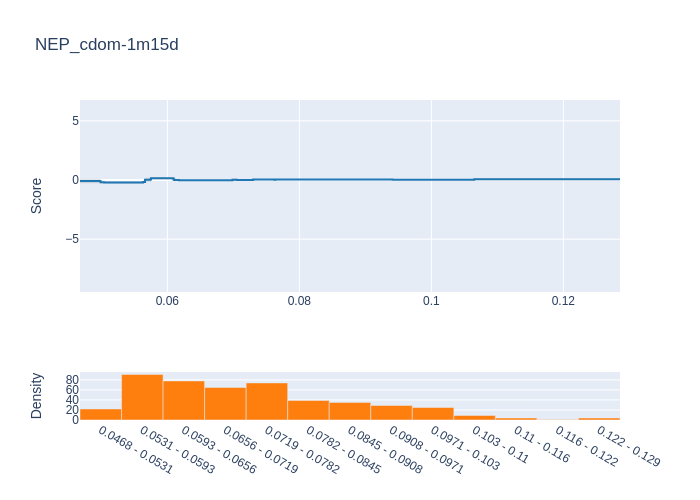 NEP_cdom-1m15d
Score
5
0
−5
0.06
0.08
0.1
0.12
Density
80
60
40
20
0
0.0468 - 0.0531
0.0531 - 0.0593
0.0593 - 0.0656
0.0656 - 0.0719
0.0719 - 0.0782
0.0782 - 0.0845
0.0845 - 0.0908
0.0908 - 0.0971
0.0971 - 0.103
0.103 - 0.11
0.11 - 0.116
0.116 - 0.122
0.122 - 0.129